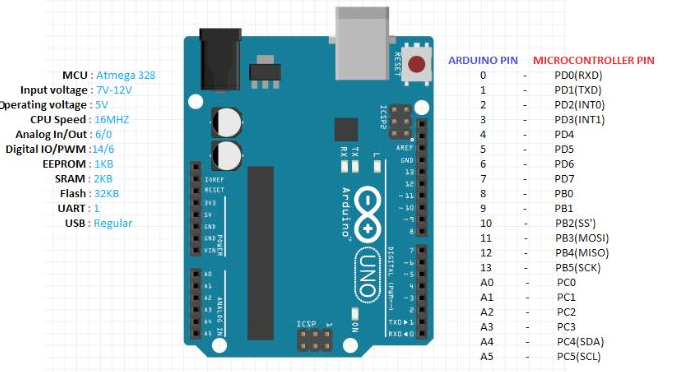 MCU : Atmega 328
Input voltage : 7V-12V
Operating voltage : 5V
CPU Speed : 16MHZ
Analog In/Out : 6/0
Digital IO/PWM :14/6
EEPROM : 1KB
SRAM : 2KB
Flash : 32KB
UART : 1
USB : Regular
RESET
ICSP2
AREF
GND
13
12
~11
~10
~9
8
7
~6
~5
4
~3
2
TXD▶1
RXD◀0
DIGITAL (PWM=~)
RX
TX
L
Arduino™
UNO
ON
ICSP
1
IOREF
RESET
3V3
5V
GND
GND
VIN
POWER
A0
A1
A2
A3
A4
A5
ANALOG IN
ARDUINO PIN MICROCONTROLLER PIN
0 - PD0(RXD)
1 - PD1(TXD)
2 - PD2(INT0)
3 - PD3(INT1)
4 - PD4
5 - PD5
6 - PD6
7 - PD7
8 - PB0
9 - PB1
10 - PB2(SS')
11 - PB3(MOSI)
12 - PB4(MISO)
13 - PB5(SCK)
A0 - PC0
A1 - PC1
A2 - PC2
A3 - PC3
A4 - PC4(SDA)
A5 - PC5(SCL)